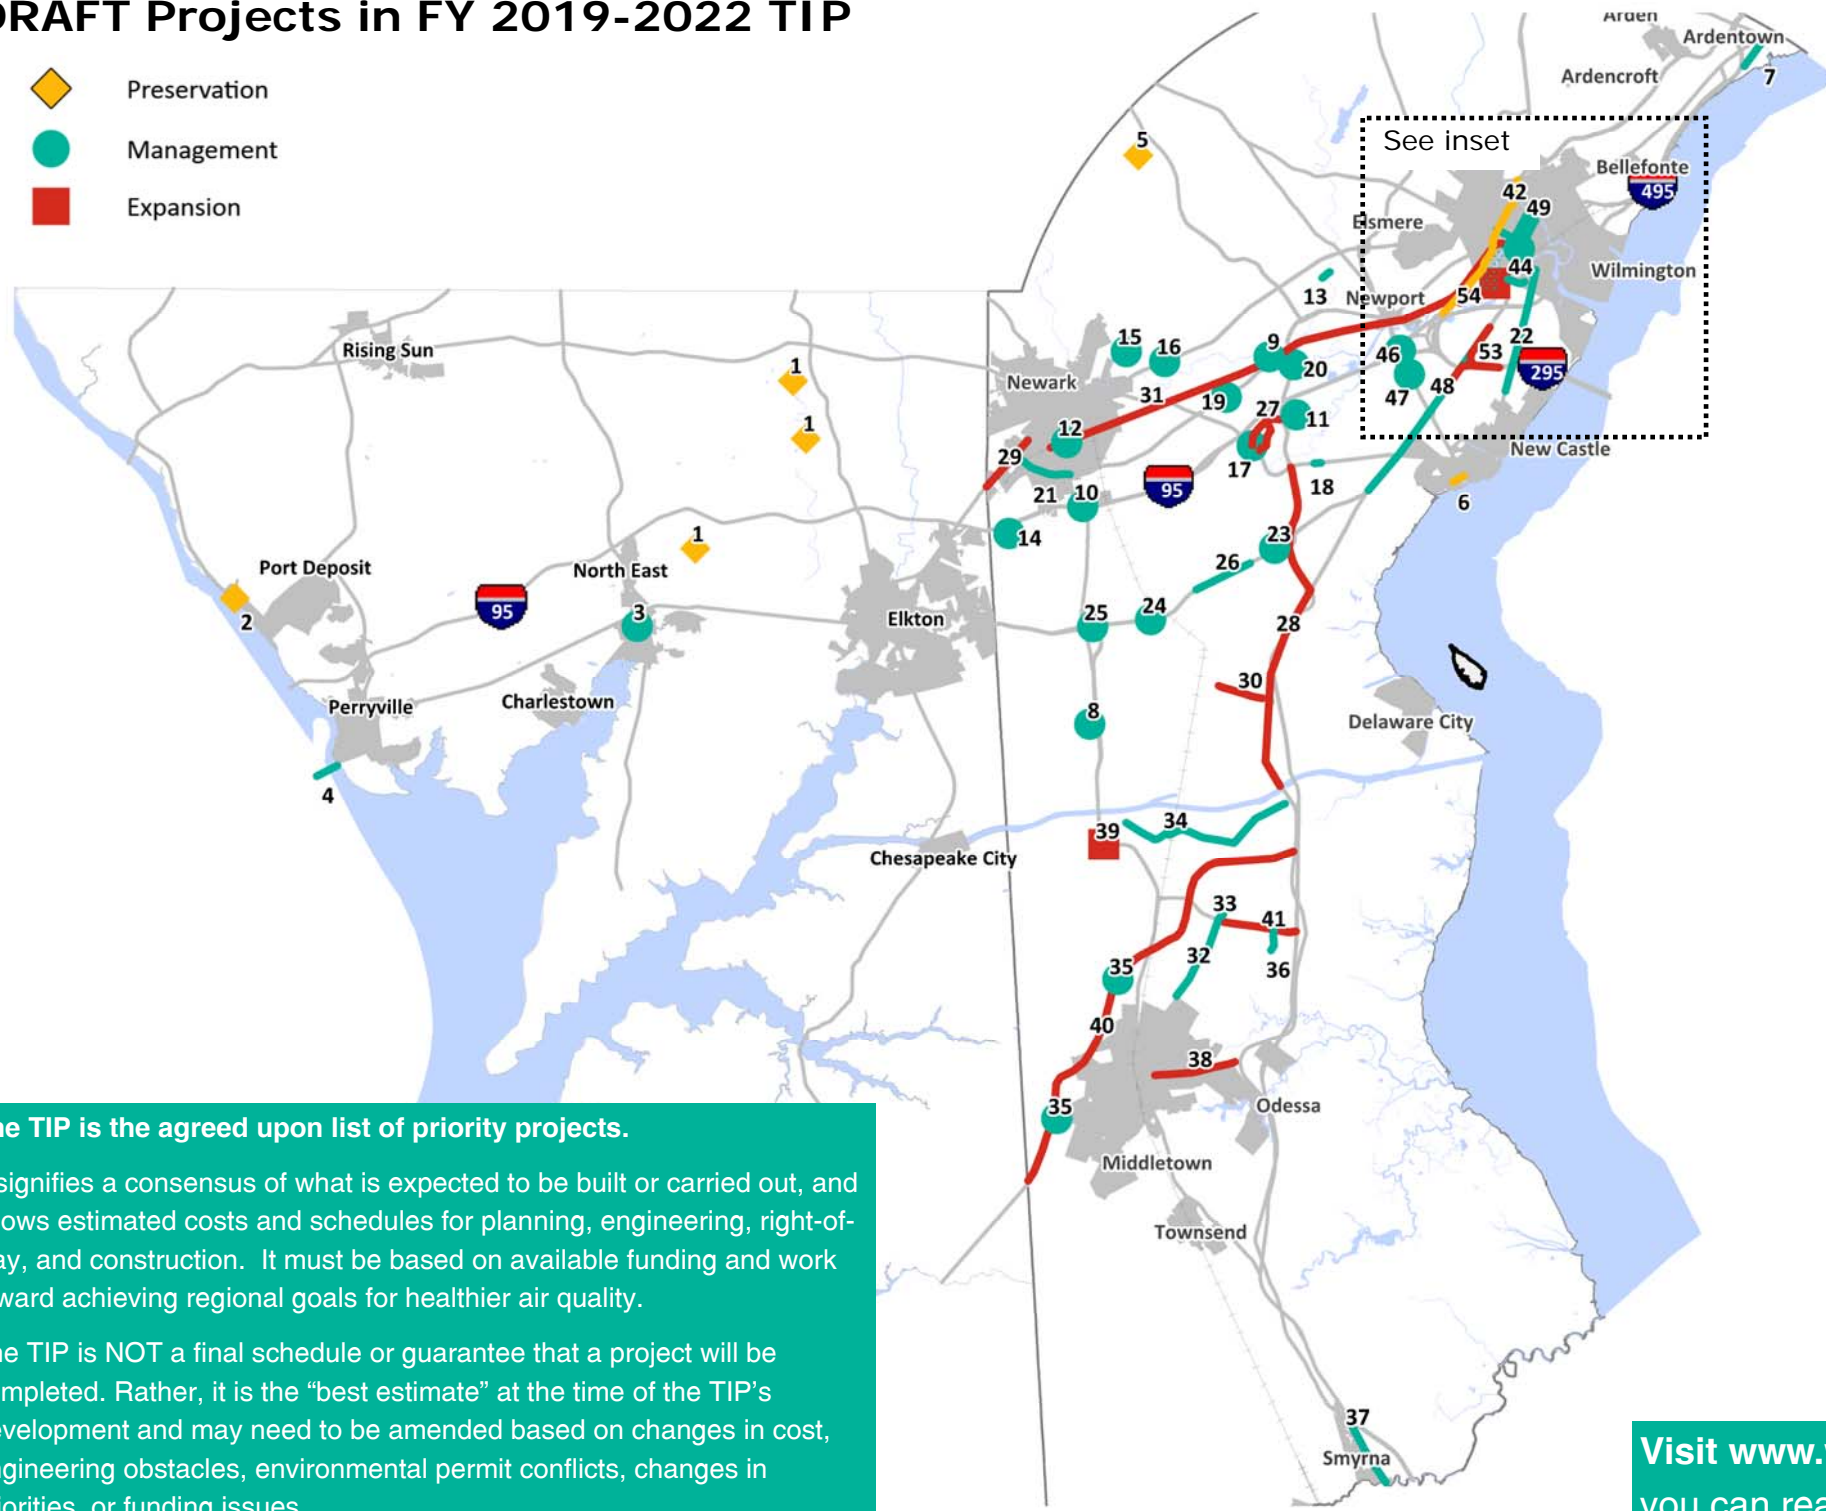 DRAFT Projects in FY 2019-2022 TIP
Preservation
Management
Expansion
Arden
Ardentown
7
Ardencroft
See inset
5
Bellefonte
495
42
49
Elsmere
Wilmington
44
13
Newport
54
22
53
295
46
47
48
Rising Sun
1
1
15
16
9
20
Newark
31
19
27
11
12
29
17
18
New Castle
6
21
10
95
14
1
23
26
Port Deposit
North East
95
2
3
Elkton
25
24
28
30
Perryville
Charlestown
8
Delaware City
4
39
34
Chesapeake City
33
41
32
36
35
40
38
35
Odessa
Middletown
Townsend
37
Smyrna
TIP is the agreed upon list of priority projects.
signifies a consensus of what is expected to be built or carried out, and
estimated costs and schedules for planning, engineering, right-of-
and construction. It must be based on available funding and work
achieving regional goals for healthier air quality.
TIP is NOT a final schedule or guarantee that a project will be
Rather, it is the “best estimate” at the time of the TIP’s
and may need to be amended based on changes in cost,
obstacles, environmental permit conflicts, changes in
or funding issues
Visit www.
you can